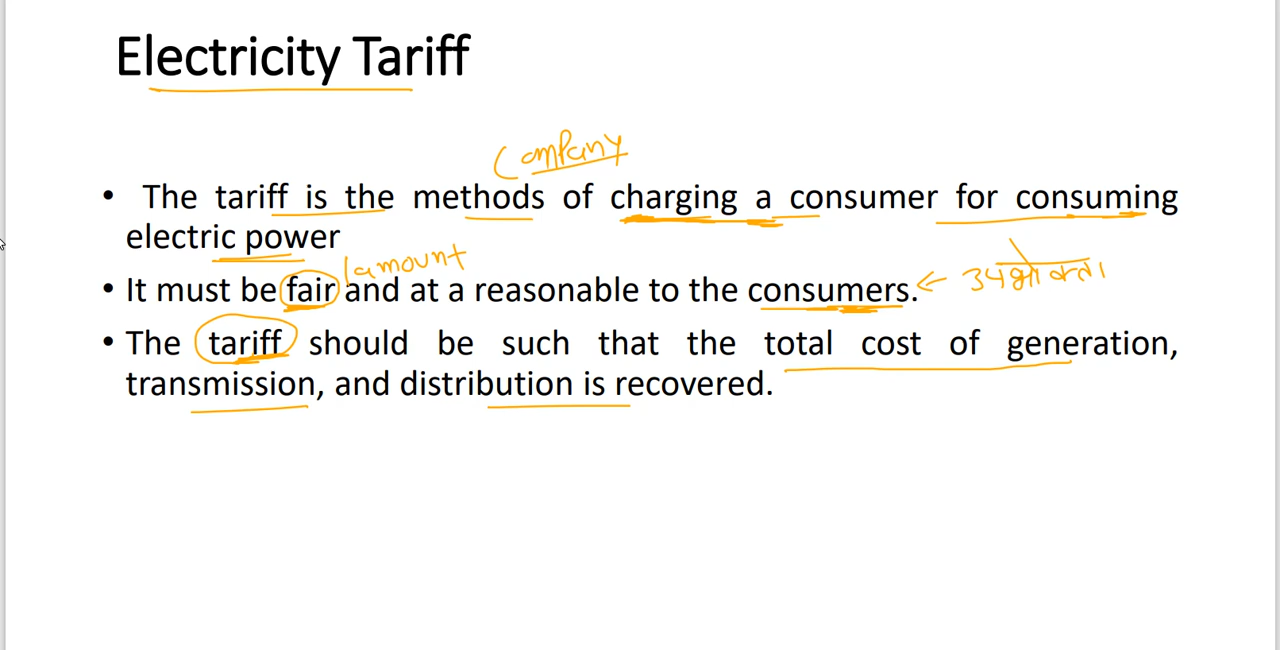 Electricity Tariff
Company
• The tariff is the methods of charging a consumer for consuming
electric power
amount
• It must be fair and at a reasonable to the consumers. ← उपभोक्ता
• The tariff should be such that the total cost of generation,
transmission, and distribution is recovered.